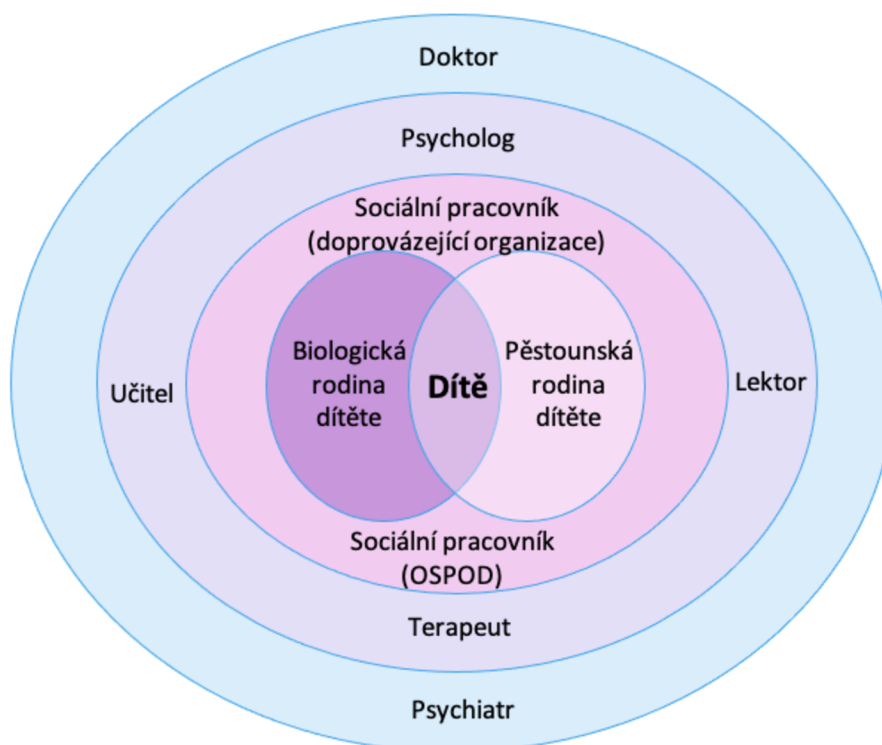 Doktor
Psycholog
Sociální pracovník
(doprovázející organizace)
Biologická
rodina
dítěte
Dítě
Pěstounská
rodina
dítěte
Učitel
Lektor
Sociální pracovník
(OSPOD)
Terapeut
Psychiatr